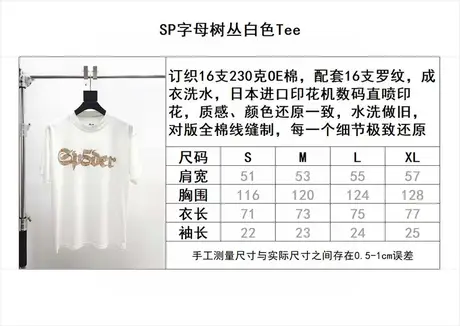 SP字母树丛白色Tee
订织16支230克OE棉，配套16支罗纹，成
衣洗水，日本进口印花机数码直喷印
花，质感、颜色还原一致，水洗做旧，
对版全棉线缝制，每一个细节极致还原
Sp5der
尺码 S M L XL
肩宽 51 53 55 57
胸围 116 120 124 128
衣长 71 73 75 77
袖长 22 23 24 25
手工测量尺寸与实际尺寸之间存在0.5-1cm误差